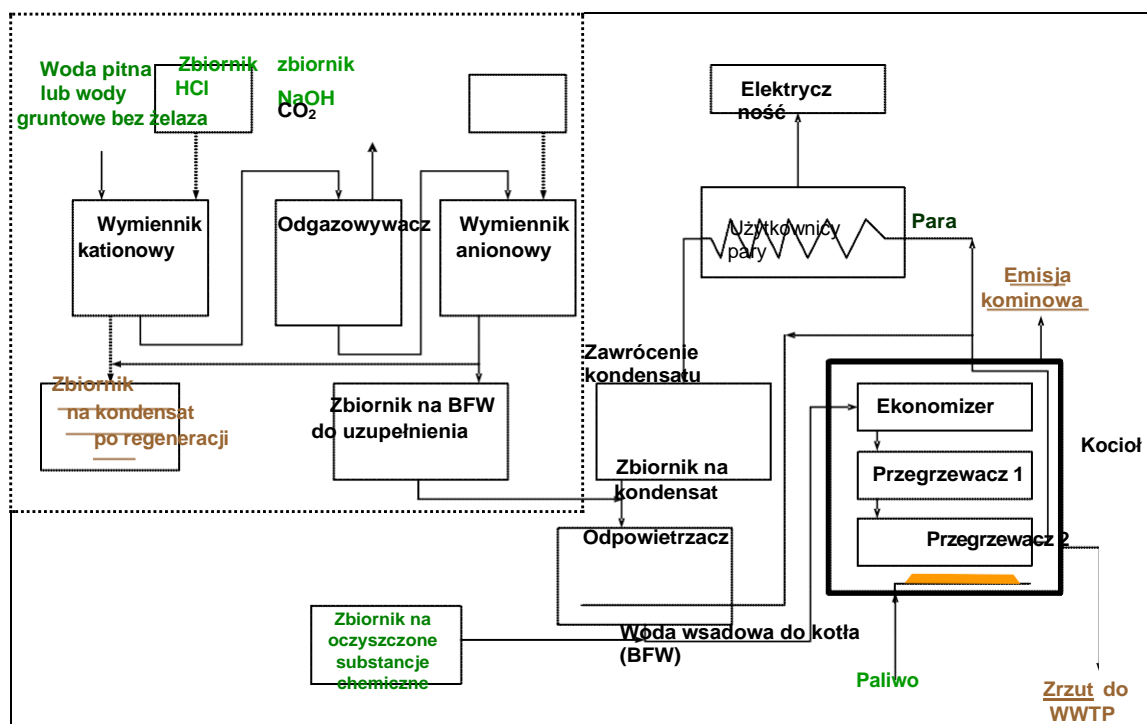 Woda pitna
lub wody
gruntowe bez żelaza
Zbiornik
HCl
zbiornik
NaOH
CO₂
Elektrycz
ność
Wymiennik
kationowy
Odgazowywacz
Wymiennik
anionowy
Użytkownicy
pary
Para
Emisja
kominowa
Zbiornik
na kondensat
po regeneracji
Zbiornik na BFW
do uzupełnienia
Zawrócenie
kondensatu
Zbiornik na
kondensat
Ekonomizer
Przegrzewacz 1
Przegrzewacz 2
Kocioł
Odpowietrzacz
Zbiornik na
oczyszczone
substancje
chemiczne
Woda wsadowa do kotła
(BFW)
Paliwo
Zrzut do
WWTP